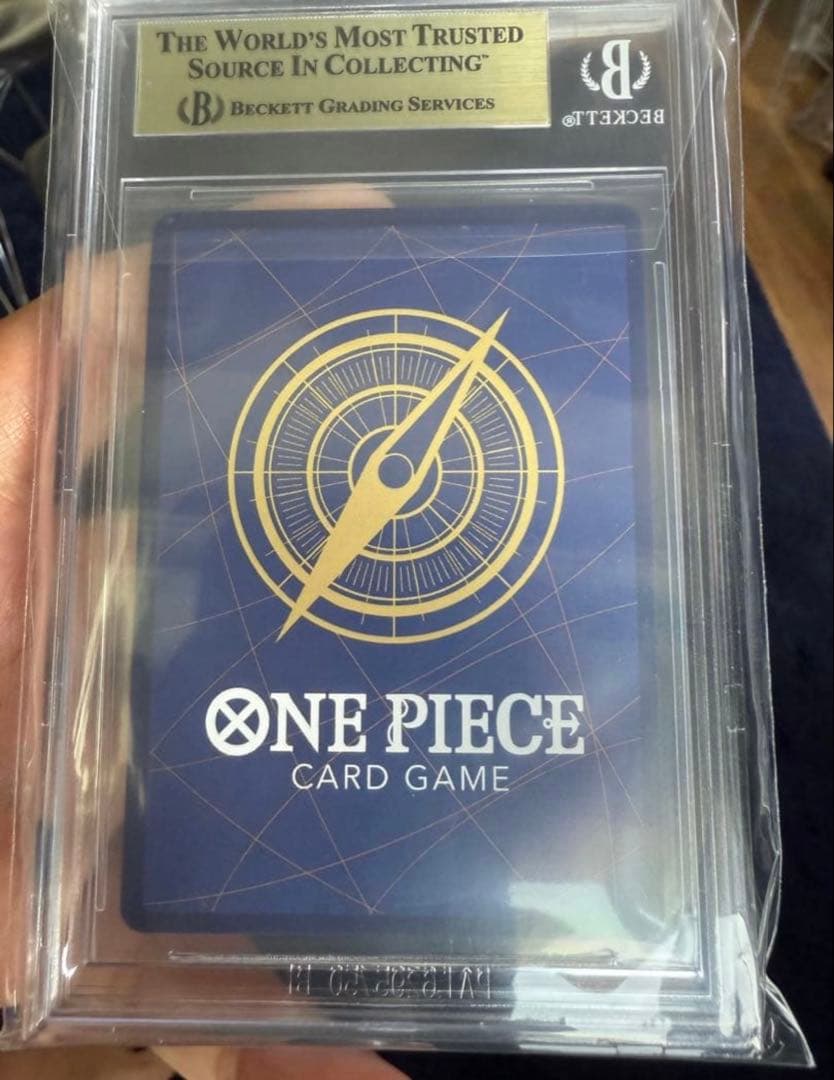 THE WORLD'S MOST TRUSTED
SOURCE IN COLLECTING™
B BECKETT GRADING SERVICES
B
BECKETT®
ONE PIECE
CARD GAME